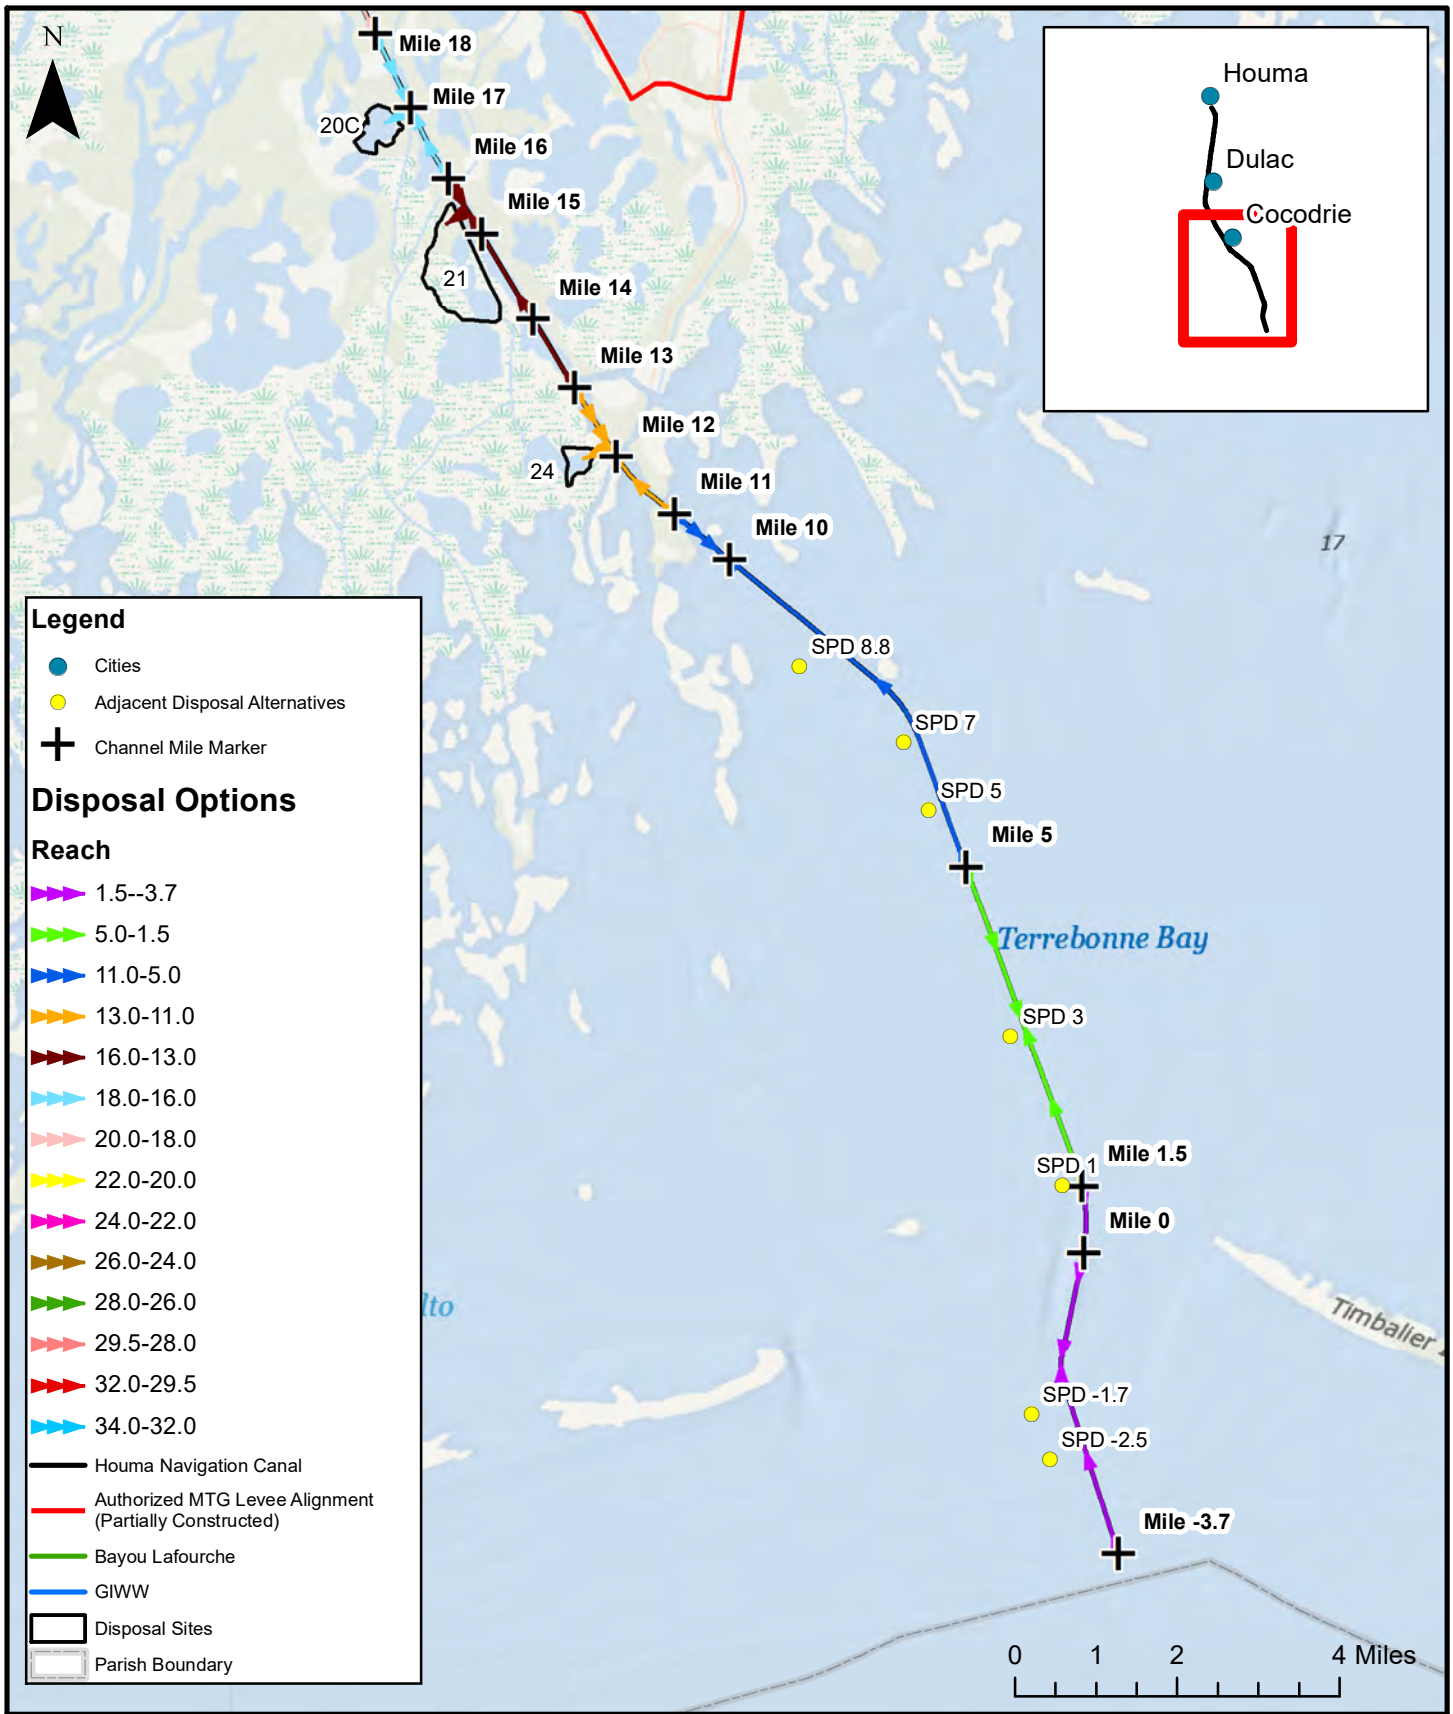 N
Mile 18
Mile 17
20C
Mile 16
Mile 15
21
Mile 14
Mile 13
Mile 12
24
Mile 11
Mile 10
17
Houma
Dulac
Cocodrie
SPD 8.8
SPD 7
SPD 5
Mile 5
Terrebonne Bay
SPD 3
Mile 1.5
SPD 1
Mile 0
lto
Timbalier
SPD -1.7
SPD -2.5
Mile -3.7
0 1 2 4 Miles
Legend
Cities
Adjacent Disposal Alternatives
Channel Mile Marker
Disposal Options
Reach
1.5--3.7
5.0-1.5
11.0-5.0
13.0-11.0
16.0-13.0
18.0-16.0
20.0-18.0
22.0-20.0
24.0-22.0
26.0-24.0
28.0-26.0
29.5-28.0
32.0-29.5
34.0-32.0
Houma Navigation Canal
Authorized MTG Levee Alignment
(Partially Constructed)
Bayou Lafourche
GIWW
Disposal Sites
Parish Boundary